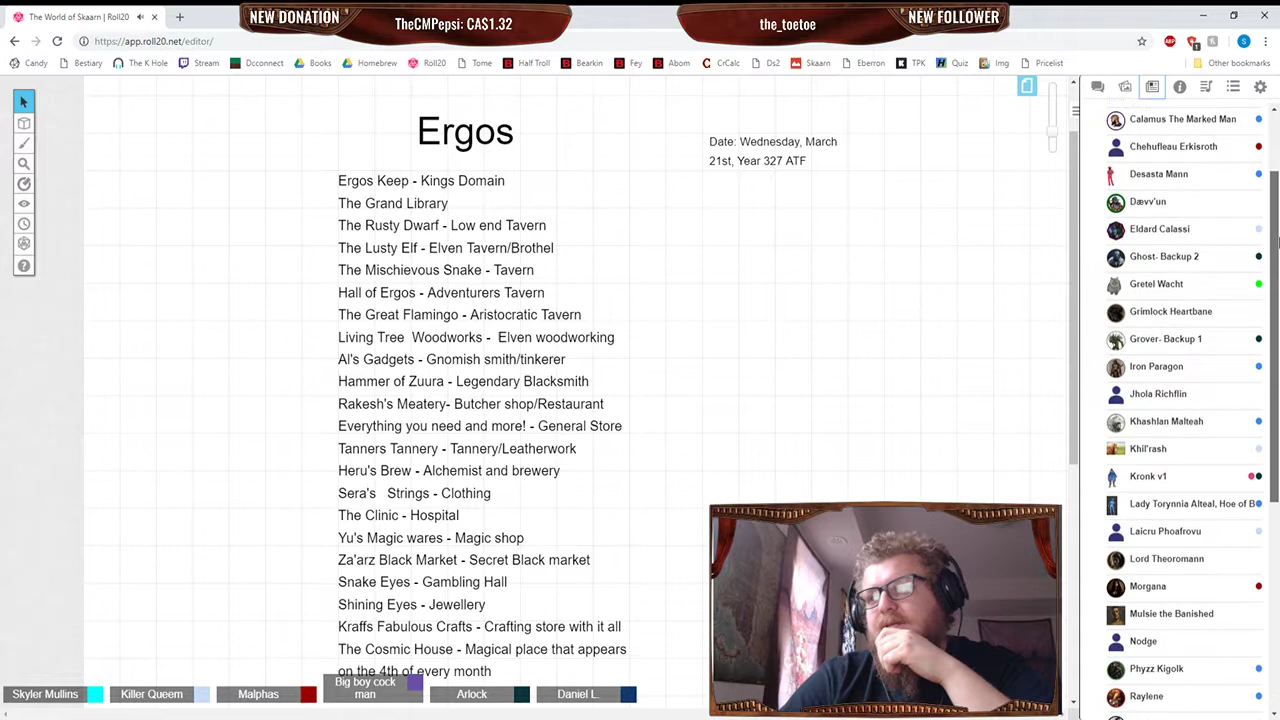 The World of Skaarn | Roll20
NEW DONATION
TheCMPepsi: CA$1.32
the_toetoe
NEW FOLLOWER
https://app.roll20.net/editor/
Candy
Bestiary
The K Hole
Stream
Dcconnect
Books
Homebrew
Roll20
Tome
Half Troll
Bearkin
Fey
Abom
CrCalc
Ds2
Skaarn
Eberron
TPK
Quiz
Img
Pricelist
Other bookmarks
Ergos
Date: Wednesday, March
21st, Year 327 ATF
Ergos Keep - Kings Domain
The Grand Library
The Rusty Dwarf - Low end Tavern
The Lusty Elf - Elven Tavern/Brothel
The Mischievous Snake - Tavern
Hall of Ergos - Adventurers Tavern
The Great Flamingo - Aristocratic Tavern
Living Tree Woodworks - Elven woodworking
Al's Gadgets - Gnomish smith/tinkerer
Hammer of Zuura - Legendary Blacksmith
Rakesh's Meatery- Butcher shop/Restaurant
Everything you need and more! - General Store
Tanners Tannery - Tannery/Leatherwork
Heru's Brew - Alchemist and brewery
Sera's Strings - Clothing
The Clinic - Hospital
Yu's Magic wares - Magic shop
Za'arz Black Market - Secret Black market
Snake Eyes - Gambling Hall
Shining Eyes - Jewellery
Kraffs Fabulous Crafts - Crafting store with it all
The Cosmic House - Magical place that appears
on the 4th of every month
Calamus The Marked Man
Chehufleau Erkisroth
Desasta Mann
Dævv'un
Eldard Calassi
Ghost- Backup 2
Gretel Wacht
Grimlock Heartbane
Grover- Backup 1
Iron Paragon
Jhola Richflin
Khashlan Malteah
Khil'rash
Kronk v1
Lady Torynnia Alteal, Hoe of B
Laicru Phoafrovu
Lord Theoromann
Morgana
Mulsie the Banished
Nodge
Phyzz Kigolk
Raylene
Skyler Mullins
Killer Queem
Malphas
Big boy cock
man
Arlock
Daniel L.